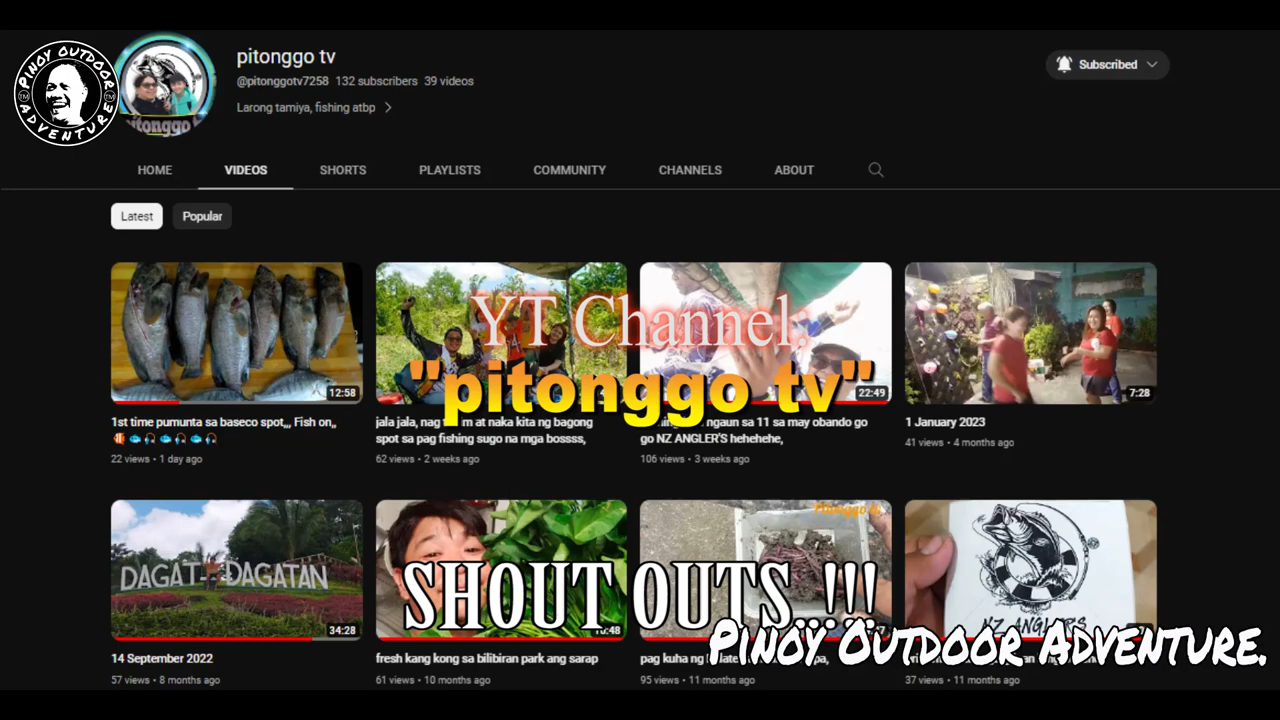 PINOY OUTDOOR
ADVENTURE
TM
TM
pitonggo tv
@pitonggotv7258 132 subscribers 39 videos
Larong tamiya, fishing atbp
Subscribed
HOME VIDEOS SHORTS PLAYLISTS COMMUNITY CHANNELS ABOUT
Latest Popular
YT Channel:
"pitonggo tv"
12:58
22:49
7:28
1st time pumunta sa baseco spot,,, Fish on,,
22 views • 1 day ago
jala jala, nag m at naka kita ng bagong
spot sa pag fishing sugo na mga bossss,
62 views • 2 weeks ago
ngaun sa 11 sa may obando go
go NZ ANGLER'S hehehehe,
106 views • 3 weeks ago
1 January 2023
41 views • 4 months ago
DAGAT-DAGATAN
34:28
Pitonggo
NZ ANGLERS
SHOUT OUTS...!!!
PINOY OUTDOOR ADVENTURE.
14 September 2022
57 views • 8 months ago
fresh kang kong sa bilibiran park ang sarap
61 views • 10 months ago
pag kuha ng
95 views • 11 months ago
37 views • 11 months ago